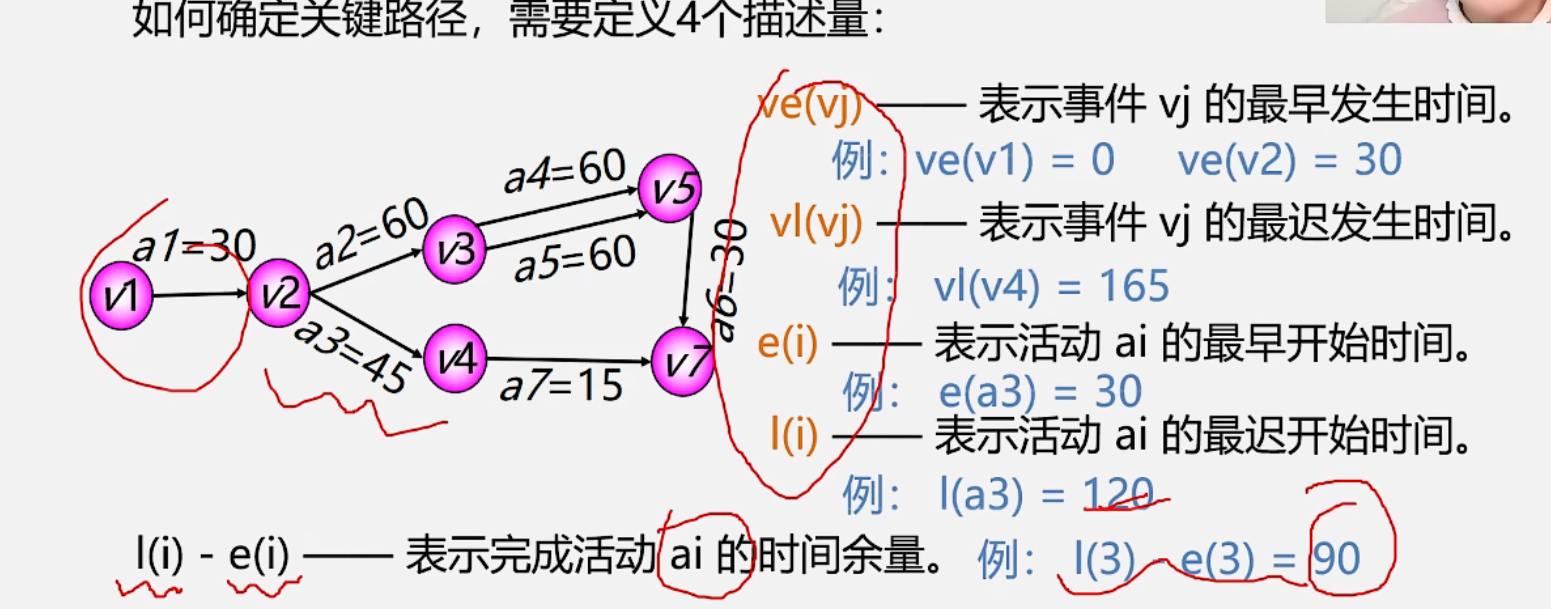 如何确定关键路径，需要定义4个描述量：
ve(vj) —— 表示事件 vj 的最早发生时间。
例：ve(v1) = 0 ve(v2) = 30
vl(vj) —— 表示事件 vj 的最迟发生时间。
例： vl(v4) = 165
e(i) —— 表示活动 ai 的最早开始时间。
例： e(a3) = 30
l(i) —— 表示活动 ai 的最迟开始时间。
例： l(a3) = 120
a4=60
v5
a2=60
v3
a5=60
a1=30
a6=30
v1
v2
a3=45
v4
v7
a7=15
l(i) - e(i) —— 表示完成活动 ai 的时间余量。 例： l(3) - e(3) = 90